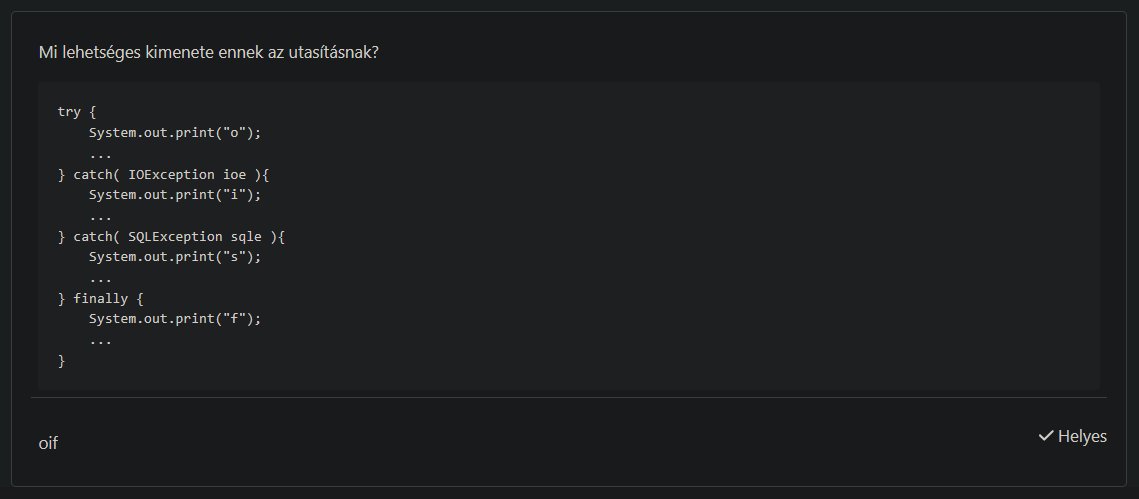 Mi lehetséges kimenete ennek az utasításnak?
try {
    System.out.print("o");
    ...
} catch( IOException ioe ){
    System.out.print("i");
    ...
} catch( SQLException sqle ){
    System.out.print("s");
    ...
} finally {
    System.out.print("f");
    ...
}
oif
✓ Helyes